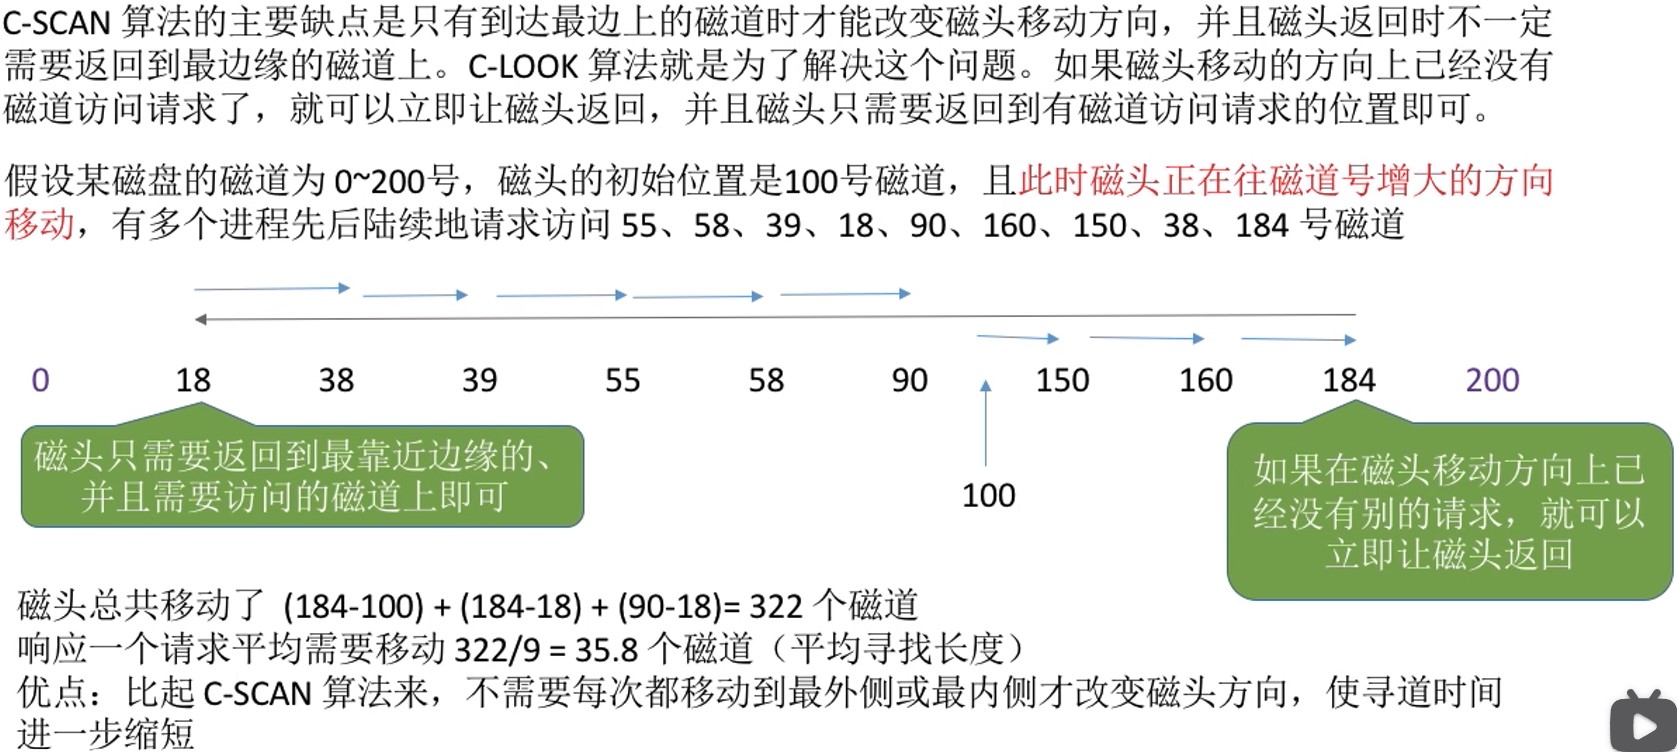 C-SCAN 算法的主要缺点是只有到达最边上的磁道时才能改变磁头移动方向，并且磁头返回时不一定
需要返回到最边缘的磁道上。C-LOOK 算法就是为了解决这个问题。如果磁头移动的方向上已经没有
磁道访问请求了，就可以立即让磁头返回，并且磁头只需要返回到有磁道访问请求的位置即可。
假设某磁盘的磁道为 0~200号，磁头的初始位置是100号磁道，且此时磁头正在往磁道号增大的方向
移动，有多个进程先后陆续地请求访问 55、58、39、18、90、160、150、38、184 号磁道
0 18 38 39 55 58 90 150 160 184 200
100
磁头只需要返回到最靠近边缘的、
并且需要访问的磁道上即可
如果在磁头移动方向上已
经没有别的请求，就可以
立即让磁头返回
磁头总共移动了 (184-100) + (184-18) + (90-18)= 322 个磁道
响应一个请求平均需要移动 322/9 = 35.8 个磁道（平均寻找长度）
优点：比起 C-SCAN 算法来，不需要每次都移动到最外侧或最内侧才改变磁头方向，使寻道时间
进一步缩短